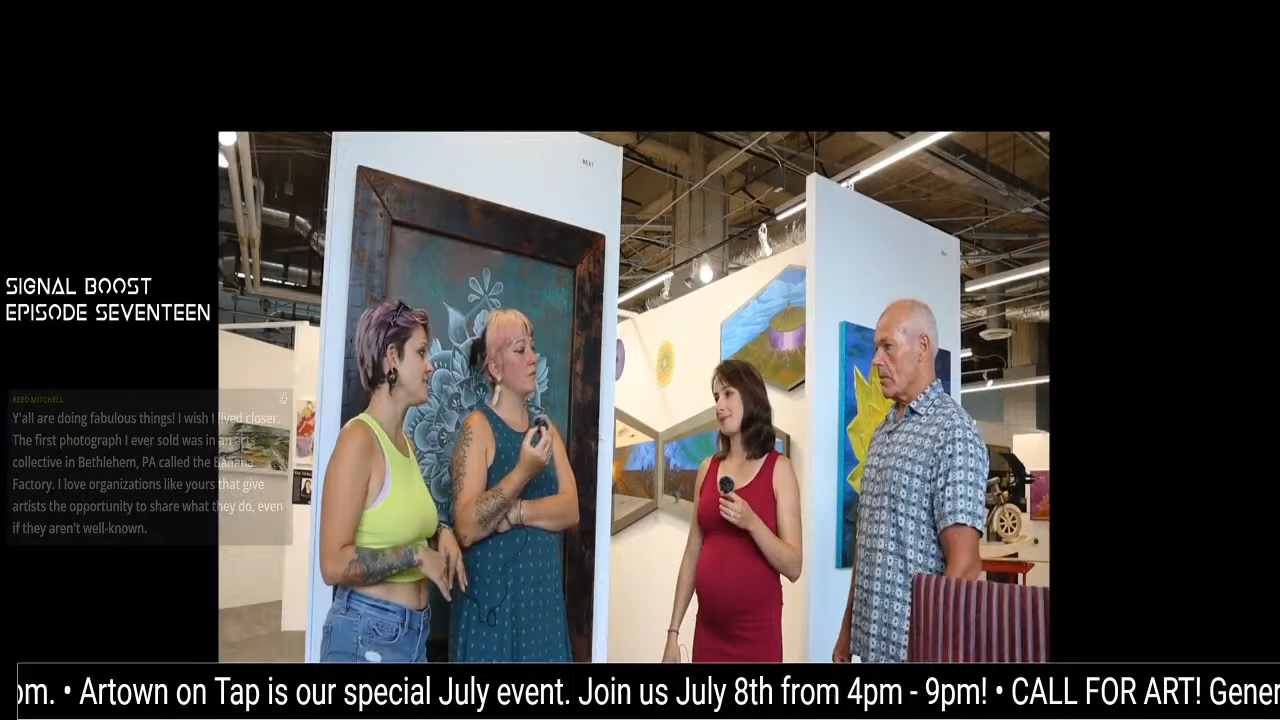 SIGNAL BOOST
EPISODE SEVENTEEN
REED MITCHELL
Y'all are doing fabulous things! I wish I lived closer.
The first photograph I ever sold was in an arts
collective in Bethlehem, PA called the Banana
Factory. I love organizations like yours that give
artists the opportunity to share what they do, even
if they aren't well-known.
om. • Artown on Tap is our special July event. Join us July 8th from 4pm - 9pm! • CALL FOR ART! Gener